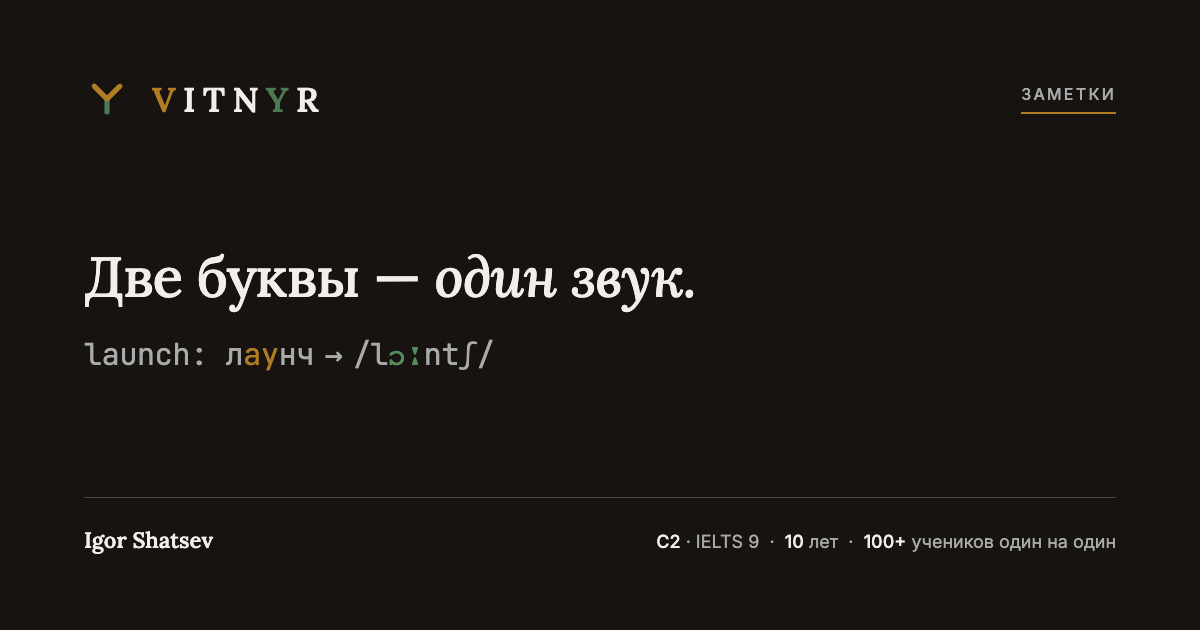 VITNYR
ЗАМЕТКИ
Две буквы — один звук.
launch: лаунч → /lɔːntʃ/
Igor Shatsev
C2 · IELTS 9 · 10 лет · 100+ учеников один на один